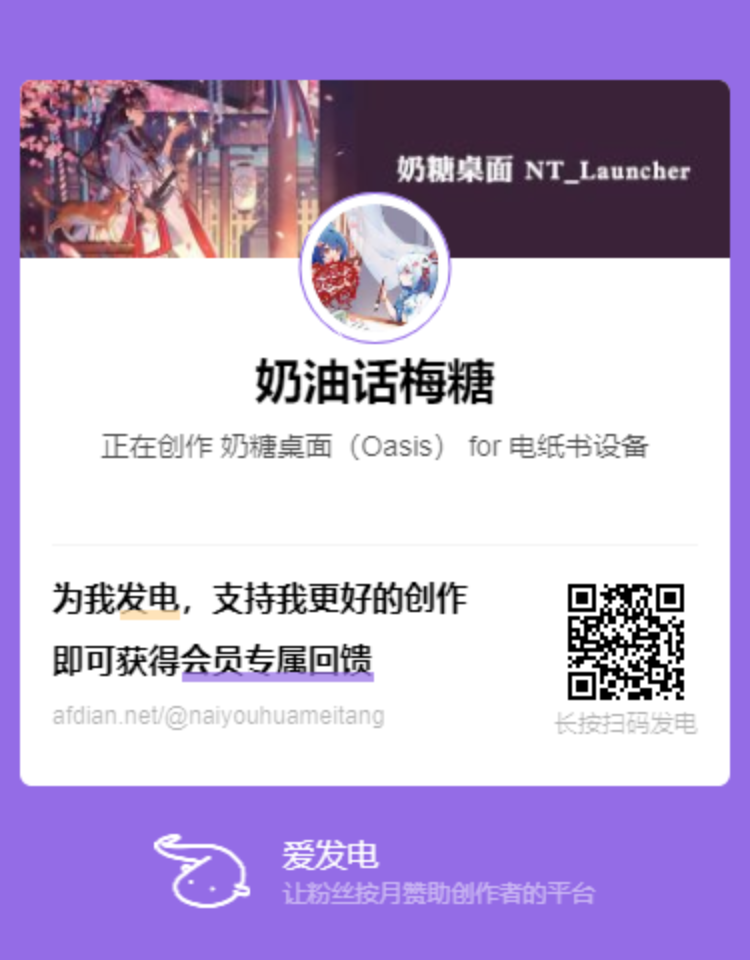 奶糖桌面 NT_Launcher
奶油话梅糖
正在创作 奶糖桌面（Oasis） for 电纸书设备
为我发电，支持我更好的创作
即可获得会员专属回馈
afdian.net/@naiyouhuameitang
长按扫码发电
爱发电
让粉丝按月赞助创作者的平台